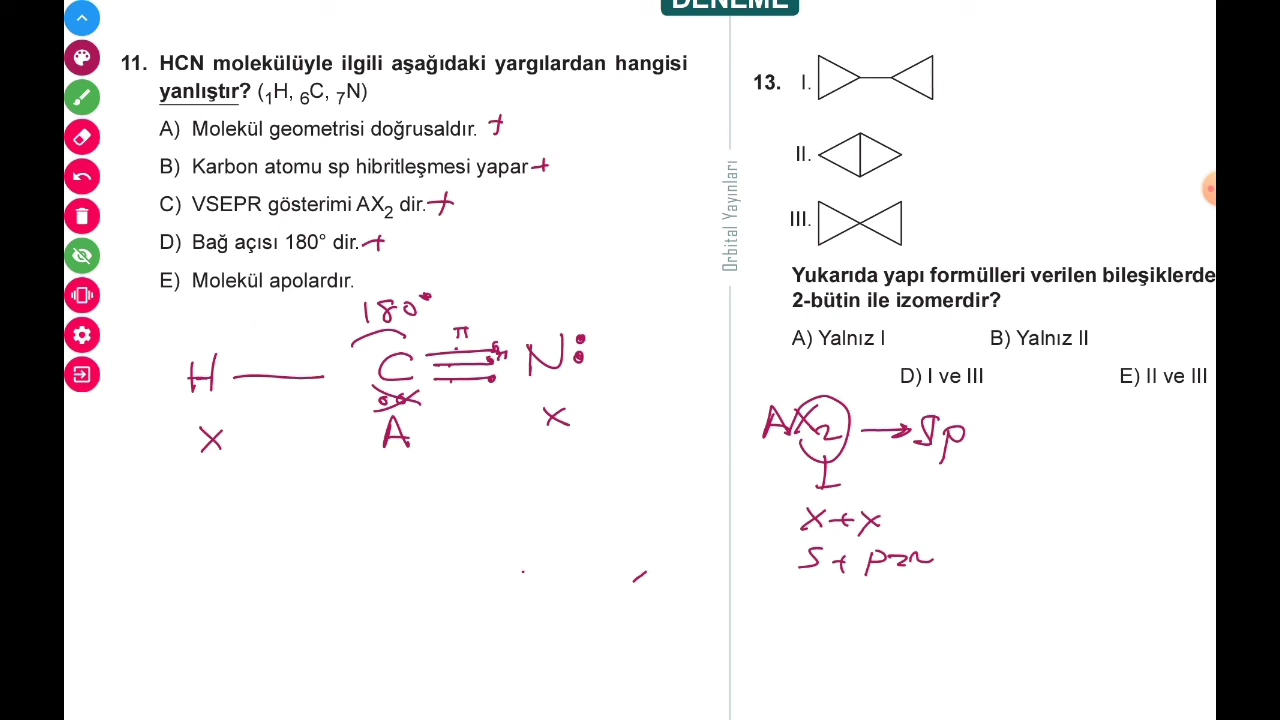 DENEME
11. HCN molekülüyle ilgili aşağıdaki yargılardan hangisi
yanlıştır? (₁H, ₆C, ₇N)
A) Molekül geometrisi doğrusaldır. +
B) Karbon atomu sp hibritleşmesi yapar +
C) VSEPR gösterimi AX₂ dir. +
D) Bağ açısı 180° dir. +
E) Molekül apolardır.
180°
π
π
H — C ≡ N
X A X
Orbital Yayınları
13. I.
II.
III.
Yukarıda yapı formülleri verilen bileşiklerde
2-bütin ile izomerdir?
A) Yalnız I B) Yalnız II
D) I ve III E) II ve III
AX₂ → sp
X + X
S + P